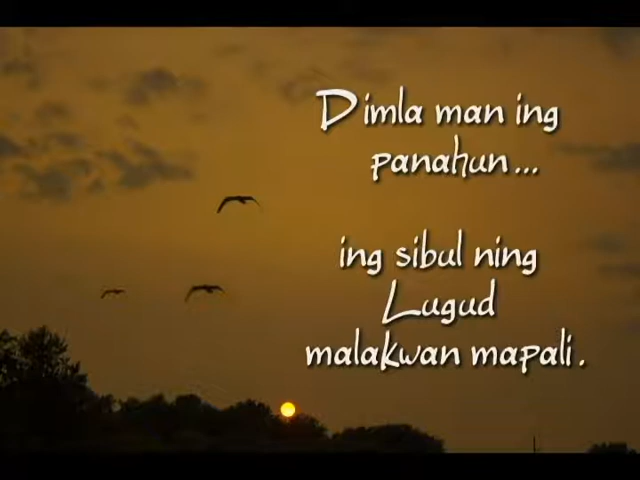 Dimla man ing
panahun...
ing sibul ning
Lugud
malakwan mapali.